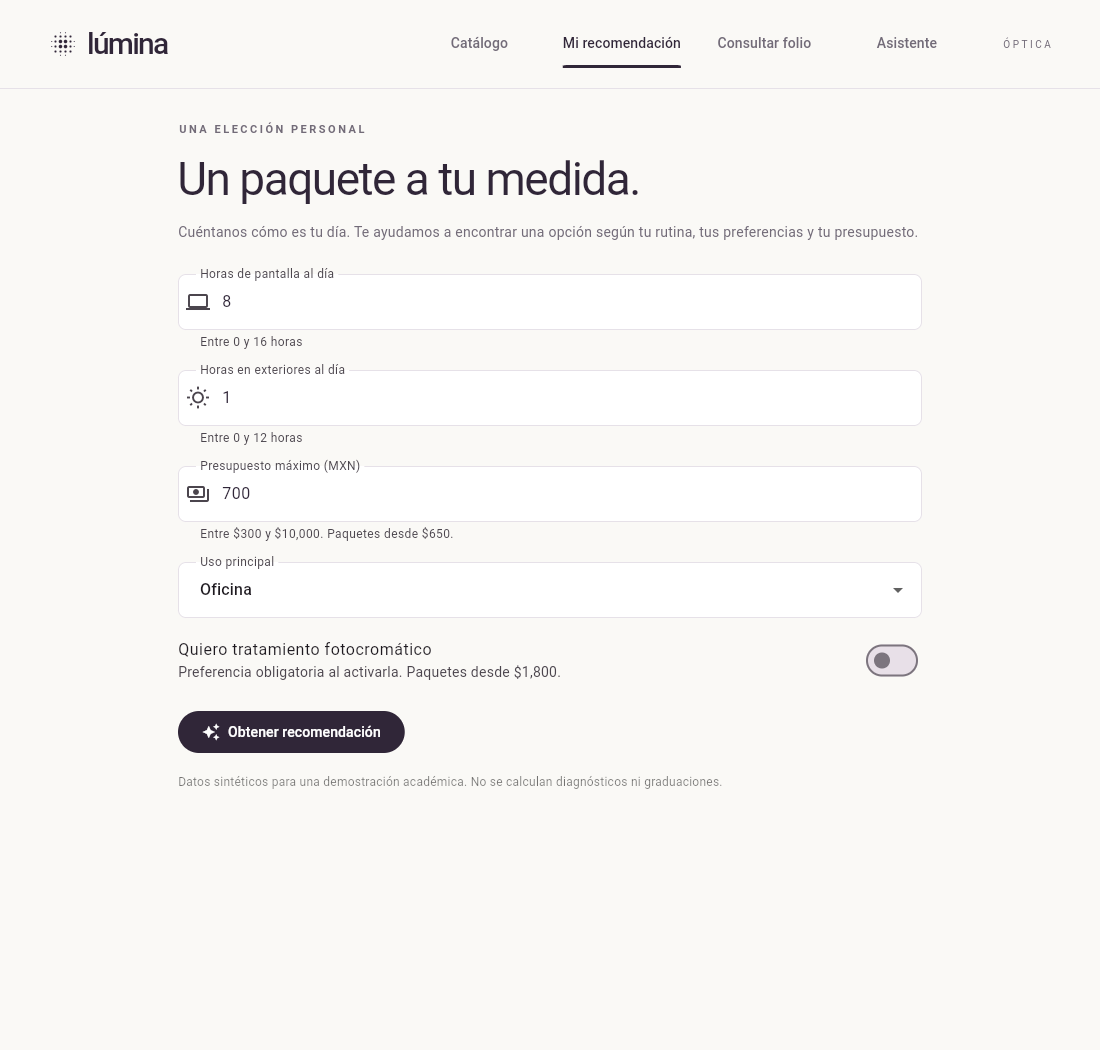 lúmina
Catálogo
Mi recomendación
Consultar folio
Asistente
ÓPTICA
UNA ELECCIÓN PERSONAL
Un paquete a tu medida.
Cuéntanos cómo es tu día. Te ayudamos a encontrar una opción según tu rutina, tus preferencias y tu presupuesto.
Horas de pantalla al día
8
Entre 0 y 16 horas
Horas en exteriores al día
1
Entre 0 y 12 horas
Presupuesto máximo (MXN)
700
Entre $300 y $10,000. Paquetes desde $650.
Uso principal
Oficina
Quiero tratamiento fotocromático
Preferencia obligatoria al activarla. Paquetes desde $1,800.
Obtener recomendación
Datos sintéticos para una demostración académica. No se calculan diagnósticos ni graduaciones.